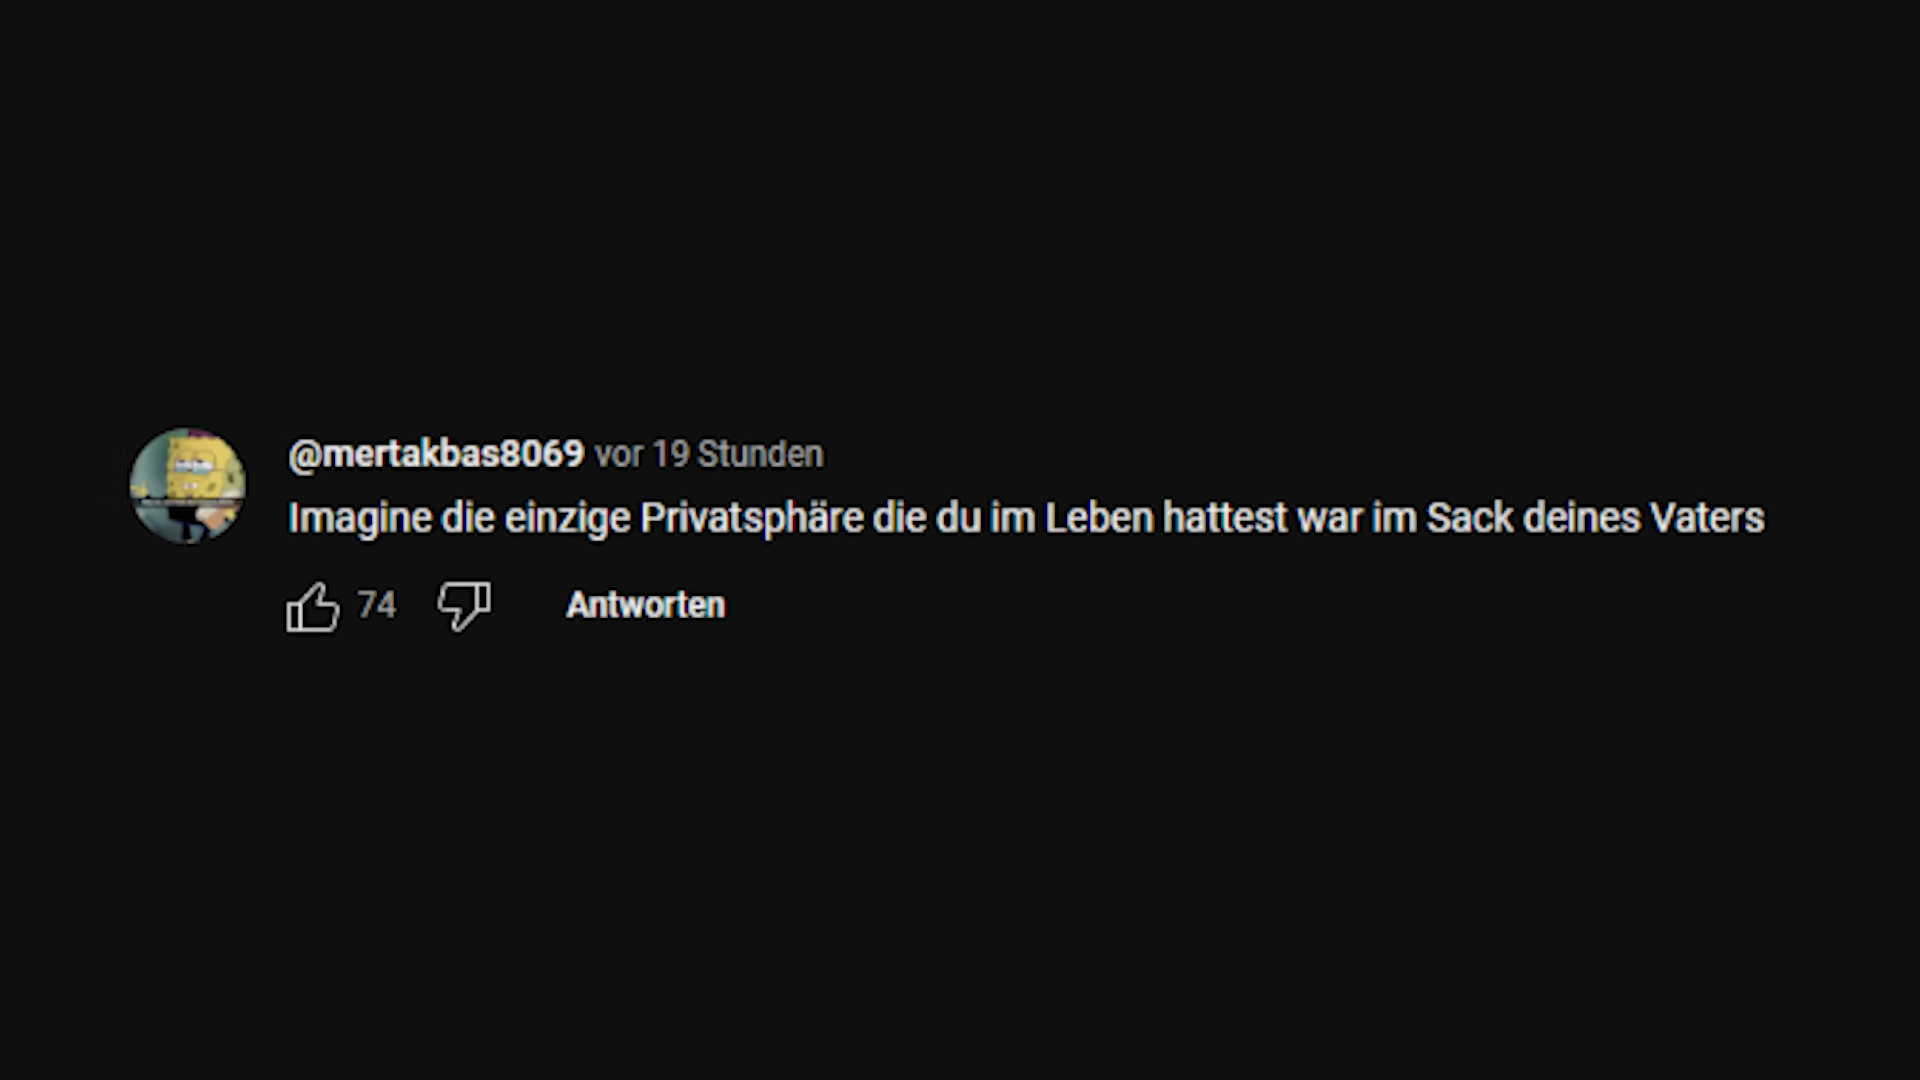 @mertakbas8069 vor 19 Stunden
Imagine die einzige Privatsphäre die du im Leben hattest war im Sack deines Vaters
74 Antworten